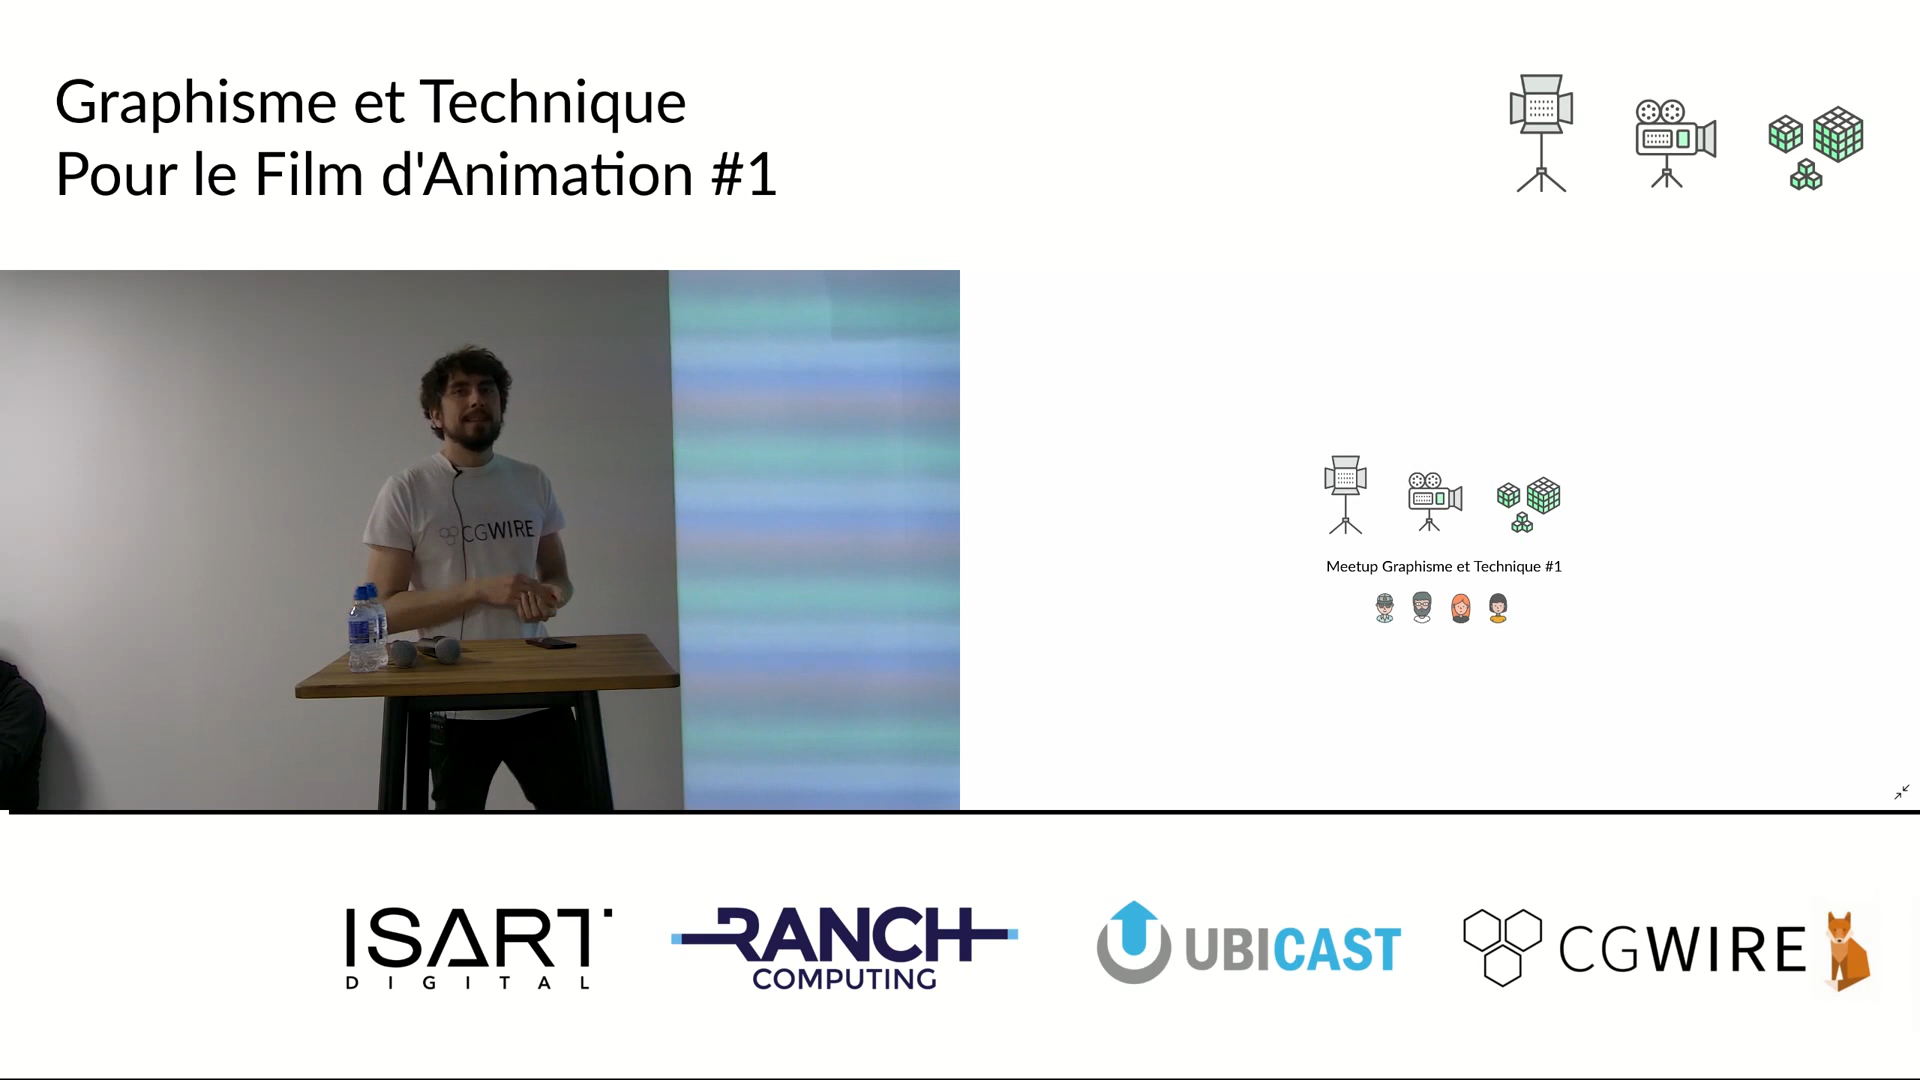 Graphisme et Technique
Pour le Film d'Animation #1
CGWIRE
Meetup Graphisme et Technique #1
ISART
DIGITAL
RANCH
COMPUTING
UBICAST
CGWIRE